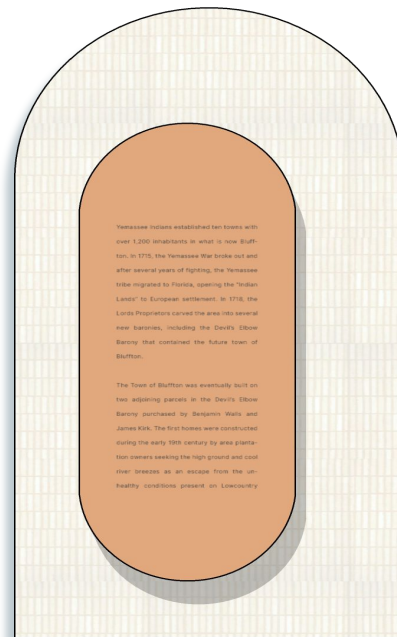 Yemassee Indians established ten towns with
over 1,200 inhabitants in what is now Bluff-
ton. In 1715, the Yemassee War broke out and
after several years of fighting, the Yemassee
tribe migrated to Florida, opening the "Indian
Lands" to European settlement. In 1718, the
Lords Proprietors carved the area into several
new baronies, including the Devil's Elbow
Barony that contained the future town of
Bluffton.
The Town of Bluffton was eventually built on
two adjoining parcels in the Devil's Elbow
Barony purchased by Benjamin Walls and
James Kirk. The first homes were constructed
during the early 19th century by area planta-
tion owners seeking the high ground and cool
river breezes as an escape from the un-
healthy conditions present on Lowcountry